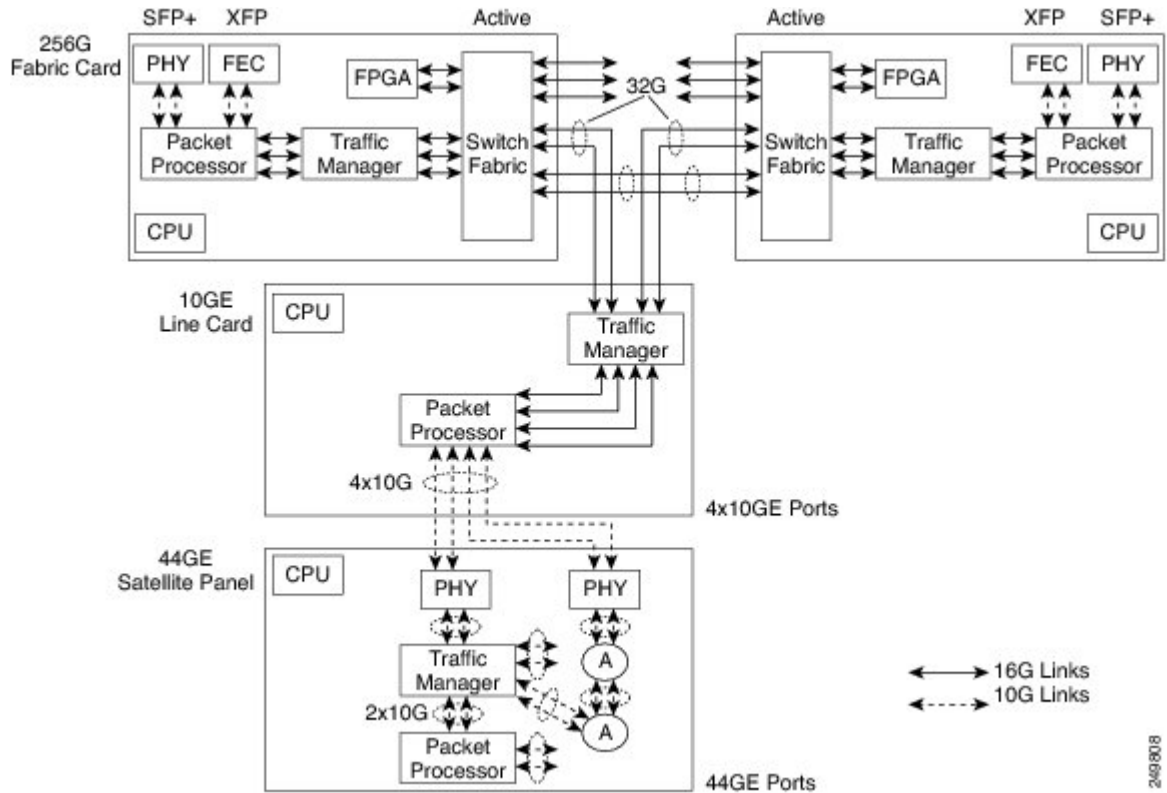 SFP+ XFP Active Active XFP SFP+
256G
Fabric Card
PHY FEC
FPGA
32G
FPGA
FEC PHY
Packet
Processor
Traffic
Manager
Switch
Fabric
Switch
Fabric
Traffic
Manager
Packet
Processor
CPU
CPU
10GE
Line Card
CPU
Traffic
Manager
Packet
Processor
4x10G
4x10GE Ports
44GE
Satellite Panel
CPU
PHY
PHY
Traffic
Manager
A
2x10G
A
Packet
Processor
44GE Ports
16G Links
10G Links
249808